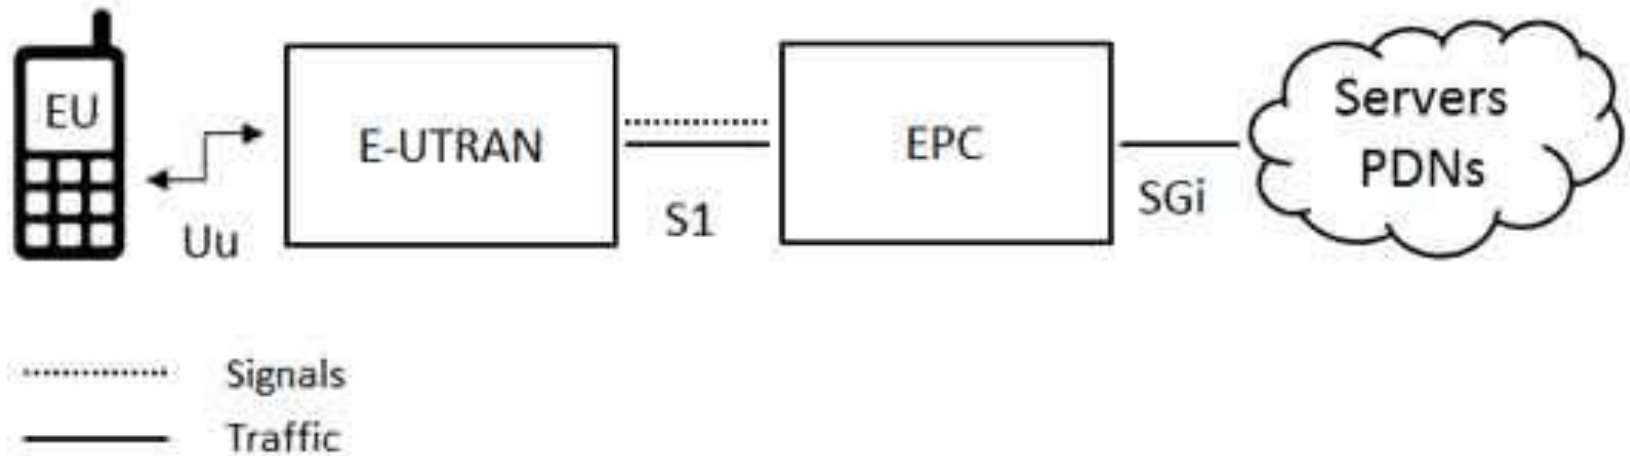 EU
E-UTRAN
EPC
Servers
PDNs
Uu
S1
SGi
Signals
Traffic